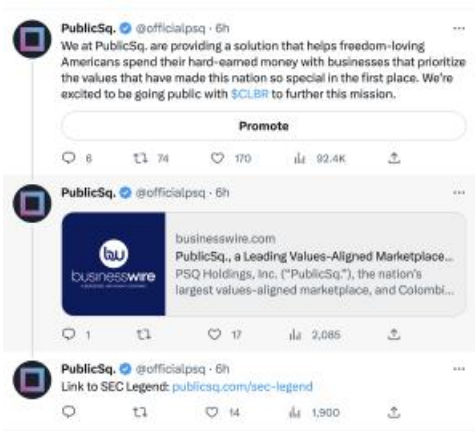 PublicSq. @officialpsq · 6h
We at PublicSq. are providing a solution that helps freedom-loving
Americans spend their hard-earned money with businesses that prioritize
the values that have made this nation so special in the first place. We're
excited to be going public with $CLBR to further this mission.
Promote
6 74 170 92.4K
PublicSq. @officialpsq · 6h
businesswire.com
PublicSq., a Leading Values-Aligned Marketplace...
PSQ Holdings, Inc. ("PublicSq."), the nation's
largest values-aligned marketplace, and Colombi...
bw
businesswire
1 17 2,085
PublicSq. @officialpsq · 6h
Link to SEC Legend: publicsq.com/sec-legend
14 1,900